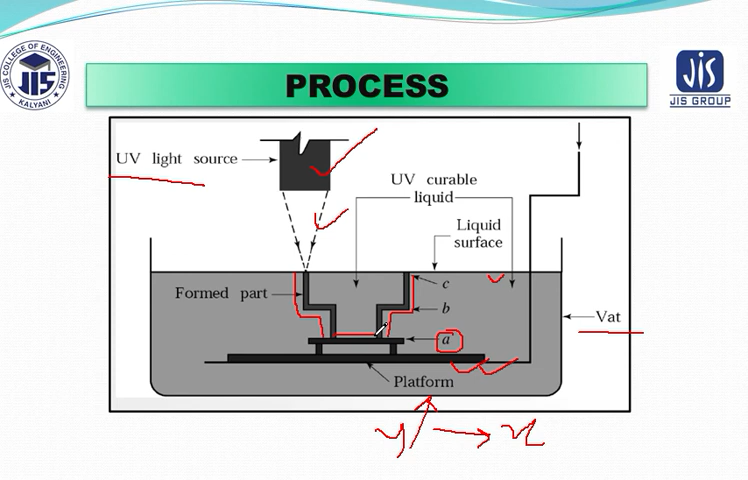 JIS COLLEGE OF ENGINEERING
JIS
KALYANI
PROCESS
JIS
JIS GROUP
UV light source
UV curable
liquid
Liquid
surface
c
Formed part
b
Vat
a
Platform
y
x